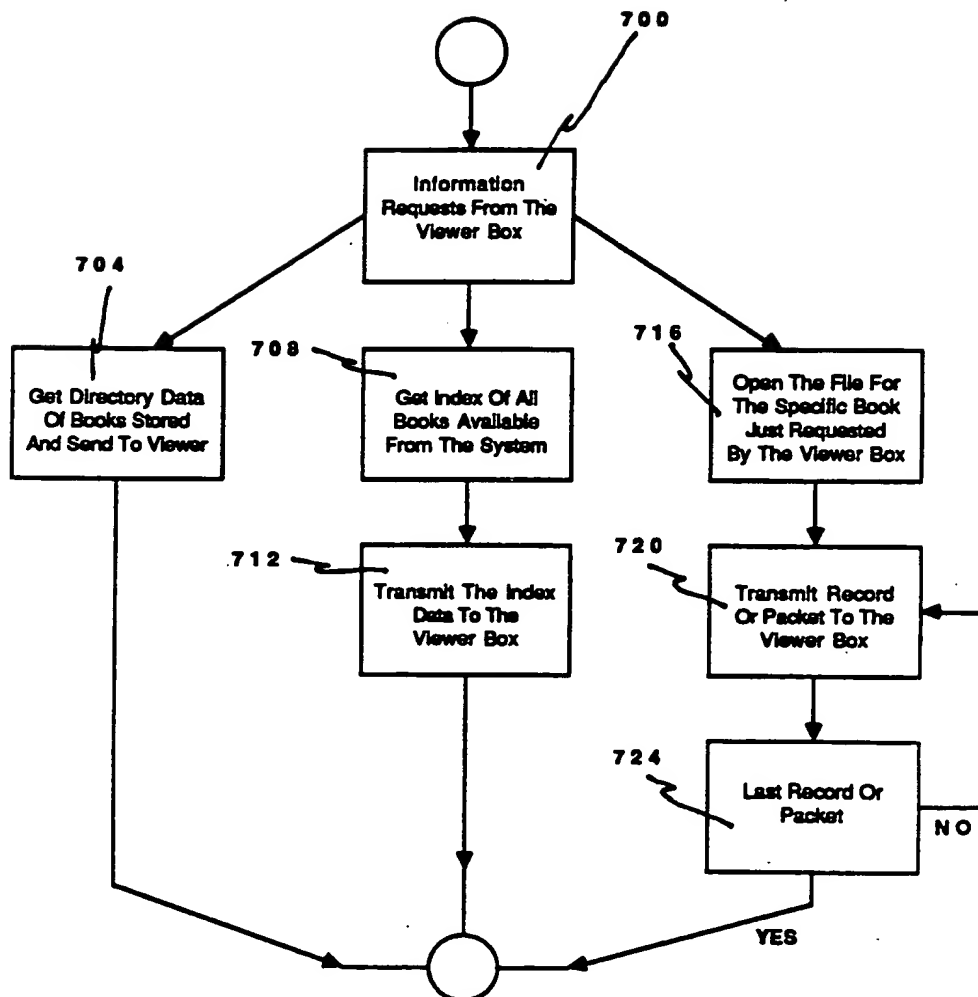 700
Information
Requests From The
Viewer Box
704
708
716
Get Directory Data
Of Books Stored
And Send To Viewer
Get Index Of All
Books Available
From The System
Open The File For
The Specific Book
Just Requested
By The Viewer Box
712
720
Transmit The Index
Data To The
Viewer Box
Transmit Record
Or Packet To The
Viewer Box
724
Last Record Or
Packet
NO
YES